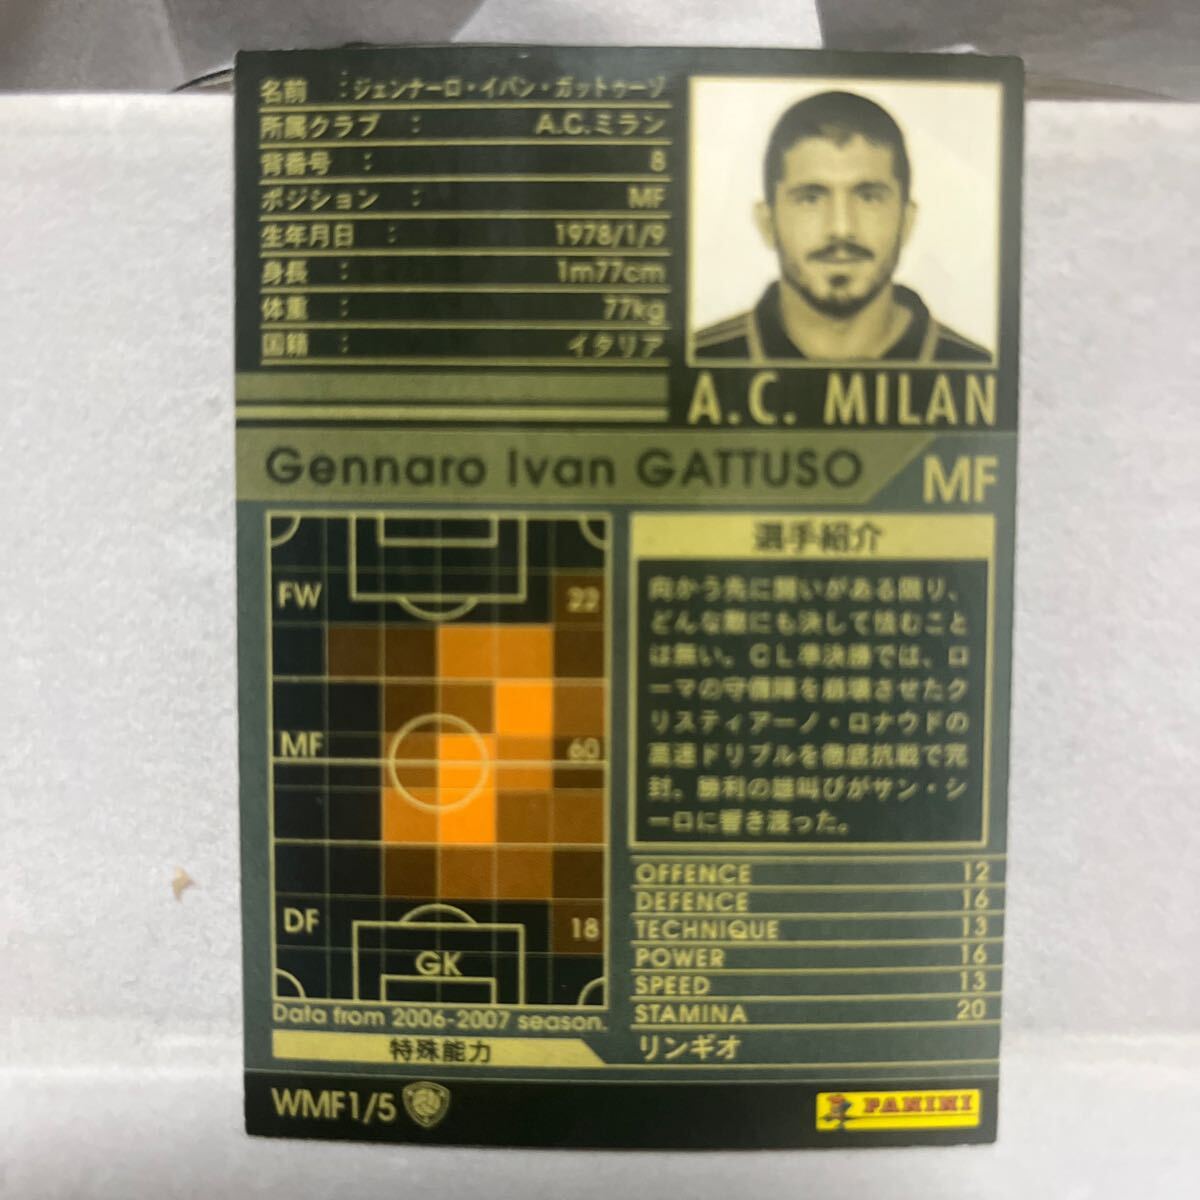 名前 : ジェンナーロ・イバン・ガットゥーゾ
所属クラブ : A.C.ミラン
背番号 : 8
ポジション : MF
生年月日 : 1978/1/9
身長 : 1m77cm
体重 : 77kg
国籍 : イタリア
A.C. MILAN
Gennaro Ivan GATTUSO
MF
FW 22
MF 60
DF 18
GK
Data from 2006-2007 season.
特殊能力
選手紹介
向かう先に闘いがある限り、
どんな敵にも決して怯むこと
は無い。CL準決勝では、ロ
ーマの守備陣を崩壊させたク
リスティアーノ・ロナウドの
高速ドリブルを徹底抗戦で完
封。勝利の雄叫びがサン・シ
ーロに響き渡った。
OFFENCE 12
DEFENCE 16
TECHNIQUE 13
POWER 16
SPEED 13
STAMINA 20
リンギオ
WMF1/5
PANINI